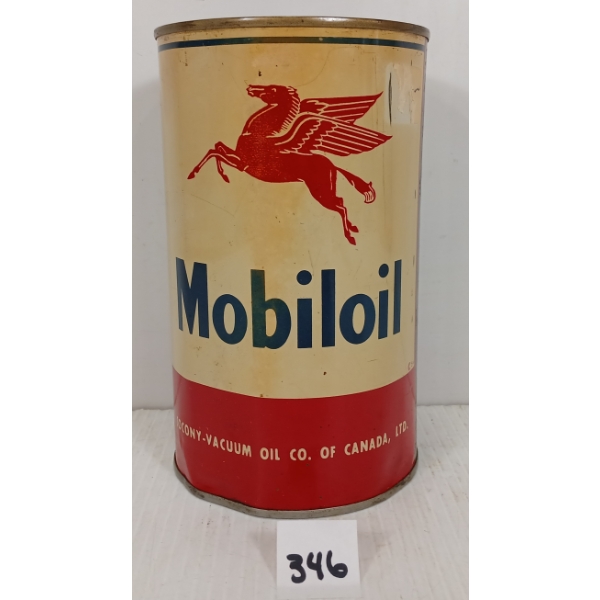 Mobiloil
SOCONY-VACUUM OIL CO. OF CANADA, LTD.
346